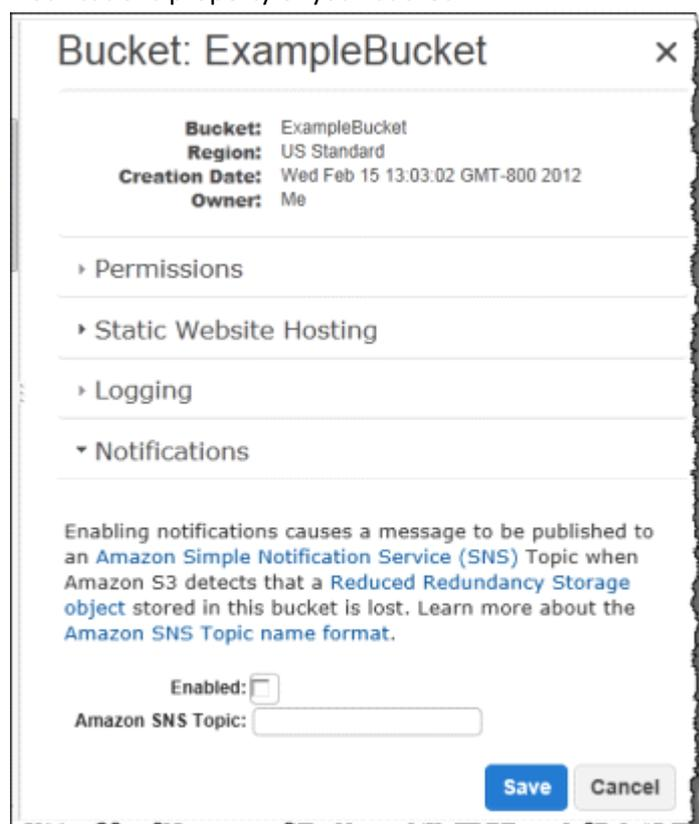 Bucket: ExampleBucket ×
Bucket: ExampleBucket
Region: US Standard
Creation Date: Wed Feb 15 13:03:02 GMT-800 2012
Owner: Me
Permissions
Static Website Hosting
Logging
Notifications
Enabling notifications causes a message to be published to
an Amazon Simple Notification Service (SNS) Topic when
Amazon S3 detects that a Reduced Redundancy Storage
object stored in this bucket is lost. Learn more about the
Amazon SNS Topic name format.
Enabled:
Amazon SNS Topic:
Save Cancel